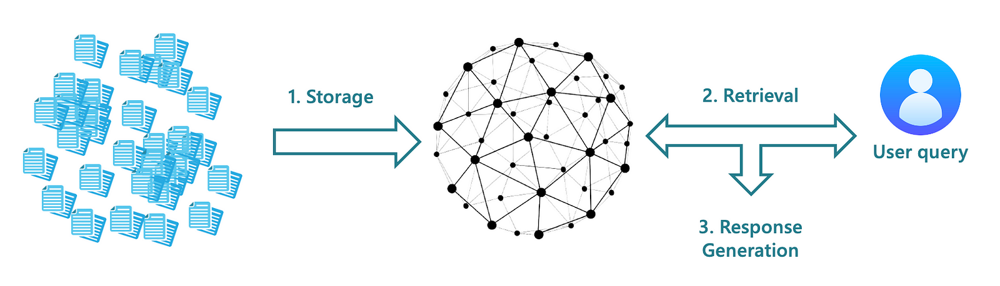 1. Storage
2. Retrieval
User query
3. Response
Generation